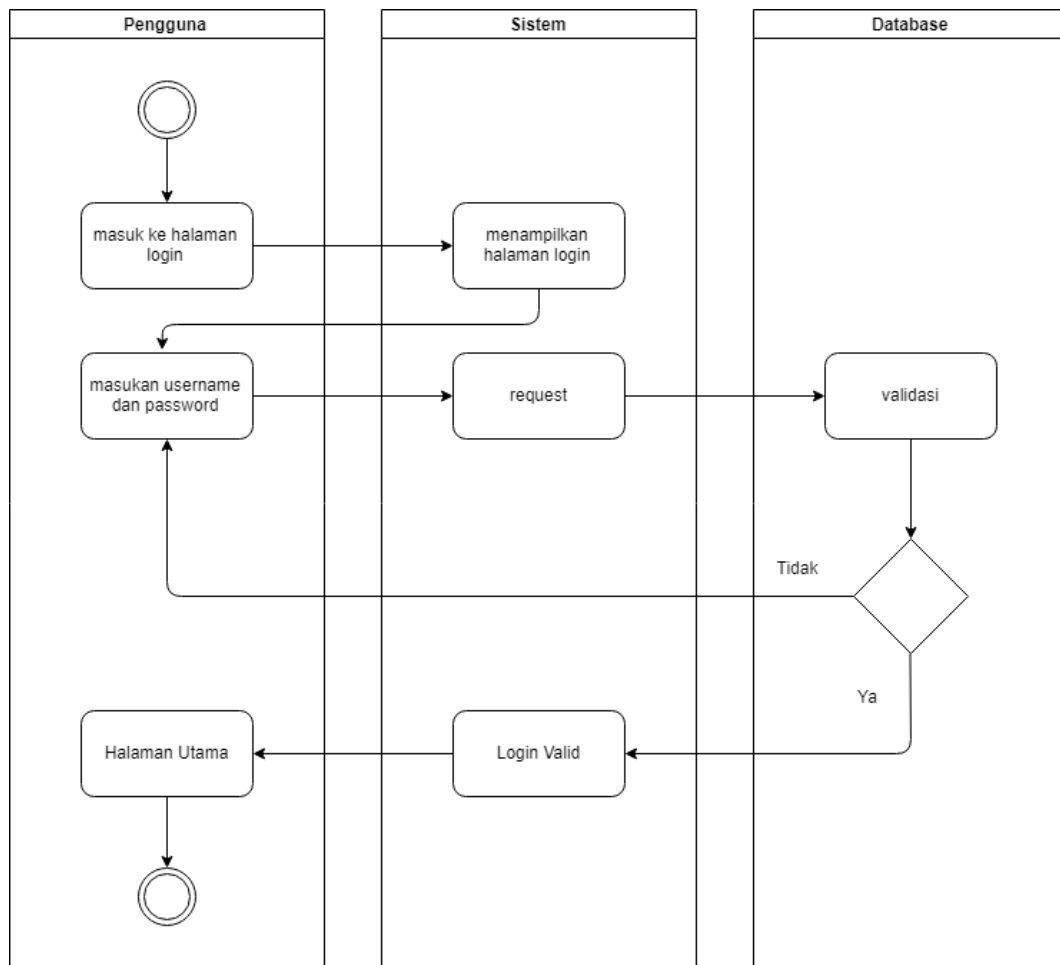 Pengguna
Sistem
Database
masuk ke halaman
login
menampilkan
halaman login
masukan username
dan password
request
validasi
Tidak
Ya
Halaman Utama
Login Valid